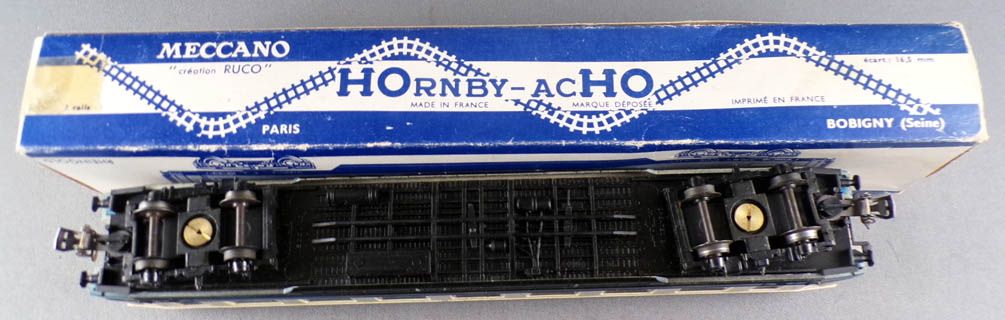 MECCANO
"création RUCO"
HORNBY-ACHO
MADE IN FRANCE
MARQUE DÉPOSÉE
écart: 16,5 mm
IMPRIMÉ EN FRANCE
PARIS
BOBIGNY (Seine)